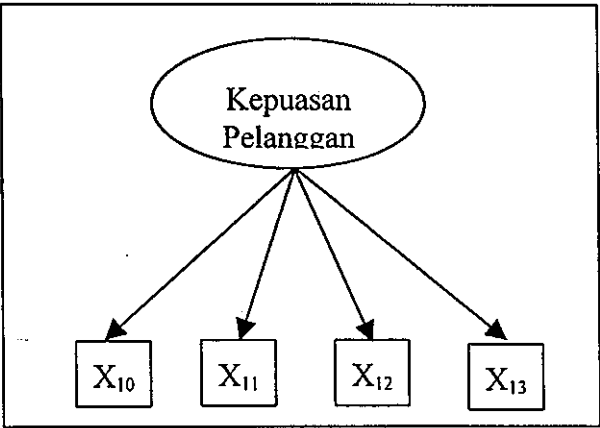 Kepuasan
Pelanggan
X₁₀ X₁₁ X₁₂ X₁₃